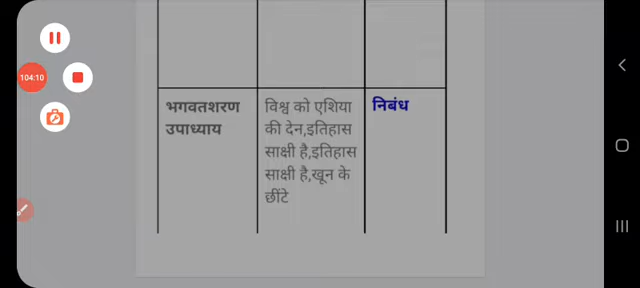 104:10
भगवतशरण
उपाध्याय
विश्व को एशिया
की देन,इतिहास
साक्षी है,इतिहास
साक्षी है,खून के
छींटे
निबंध